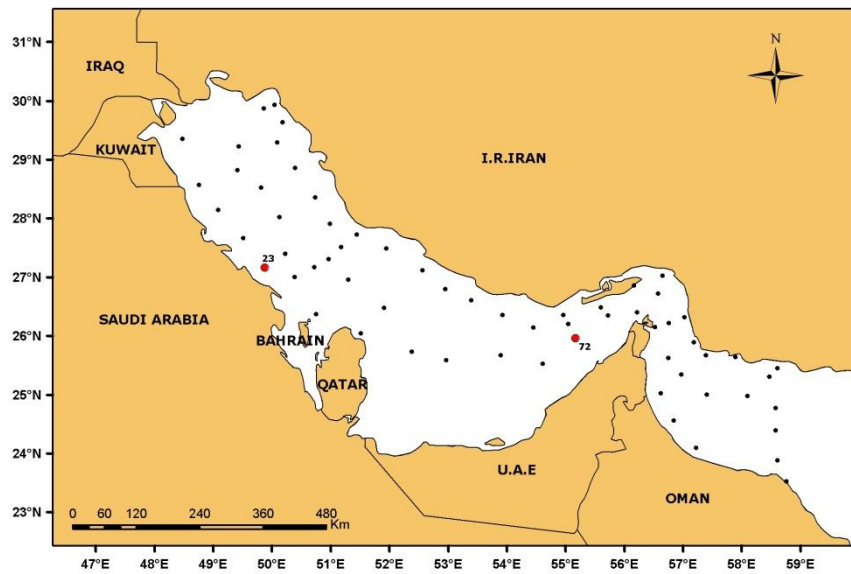 N
31°N
IRAQ
30°N
KUWAIT
29°N
I.R.IRAN
28°N
27°N
23
SAUDI ARABIA
26°N
BAHRAIN
72
QATAR
25°N
24°N
U.A.E
OMAN
23°N
0 60 120 240 360 480
Km
47°E 48°E 49°E 50°E 51°E 52°E 53°E 54°E 55°E 56°E 57°E 58°E 59°E